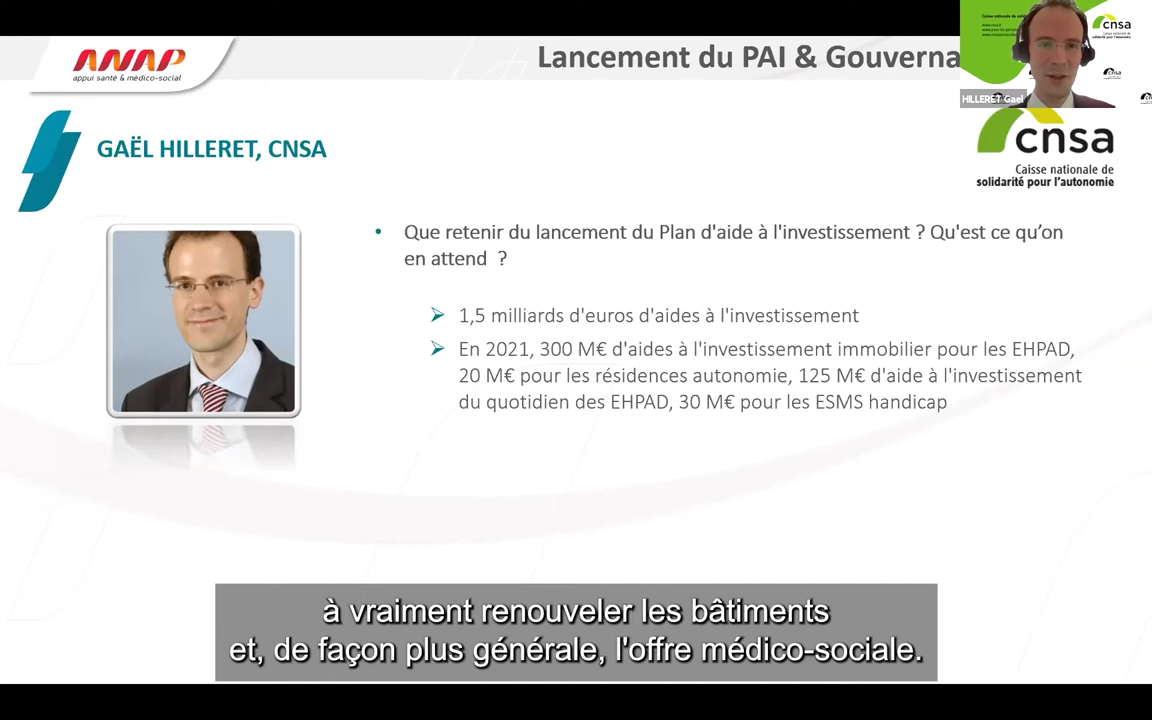 ANAP
appui santé & médico-social
Lancement du PAI & Gouverna
cnsa
HILLERET Gael
GAËL HILLERET, CNSA
cnsa
Caisse nationale de
solidarité pour l'autonomie
• Que retenir du lancement du Plan d'aide à l'investissement ? Qu'est ce qu'on
en attend ?
1,5 milliards d'euros d'aides à l'investissement
En 2021, 300 M€ d'aides à l'investissement immobilier pour les EHPAD,
20 M€ pour les résidences autonomie, 125 M€ d'aide à l'investissement
du quotidien des EHPAD, 30 M€ pour les ESMS handicap
à vraiment renouveler les bâtiments
et, de façon plus générale, l'offre médico-sociale.